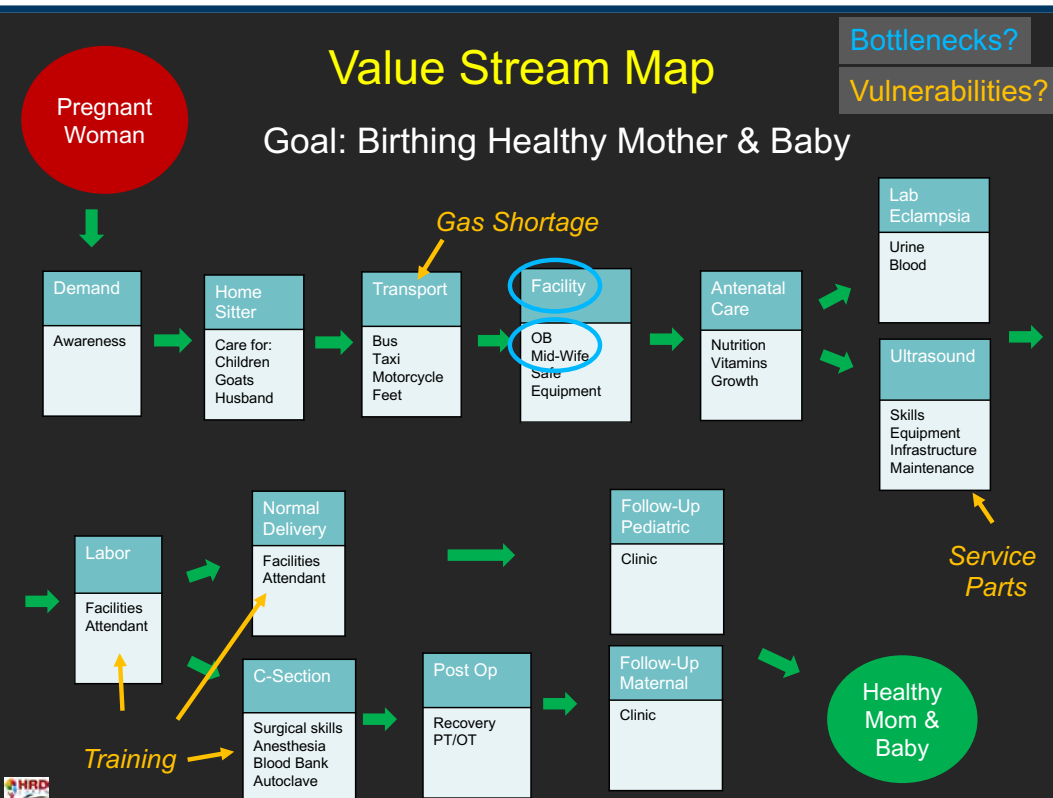 Bottlenecks?
Vulnerabilities?
Value Stream Map
Goal: Birthing Healthy Mother & Baby
Pregnant
Woman
Gas Shortage
Demand
Awareness
Home
Sitter
Care for:
Children
Goats
Husband
Transport
Bus
Taxi
Motorcycle
Feet
Facility
OB
Mid-Wife
Safe
Equipment
Antenatal
Care
Nutrition
Vitamins
Growth
Lab
Eclampsia
Urine
Blood
Ultrasound
Skills
Equipment
Infrastructure
Maintenance
Service
Parts
Labor
Facilities
Attendant
Normal
Delivery
Facilities
Attendant
Follow-Up
Pediatric
Clinic
Training
C-Section
Surgical skills
Anesthesia
Blood Bank
Autoclave
Post Op
Recovery
PT/OT
Follow-Up
Maternal
Clinic
Healthy
Mom &
Baby
HRD